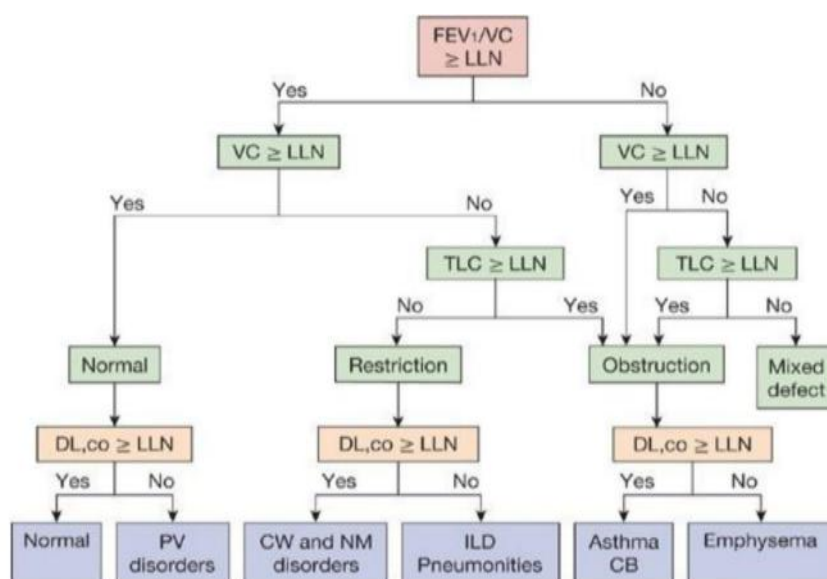 FEV1/VC
≥ LLN
Yes
No
VC ≥ LLN
VC ≥ LLN
Yes
No
Yes
No
TLC ≥ LLN
TLC ≥ LLN
No
Yes
Yes
No
Normal
Restriction
Obstruction
Mixed
defect
DL,co ≥ LLN
DL,co ≥ LLN
DL,co ≥ LLN
Yes
No
Yes
No
Yes
No
Normal
PV
disorders
CW and NM
disorders
ILD
Pneumonities
Asthma
CB
Emphysema